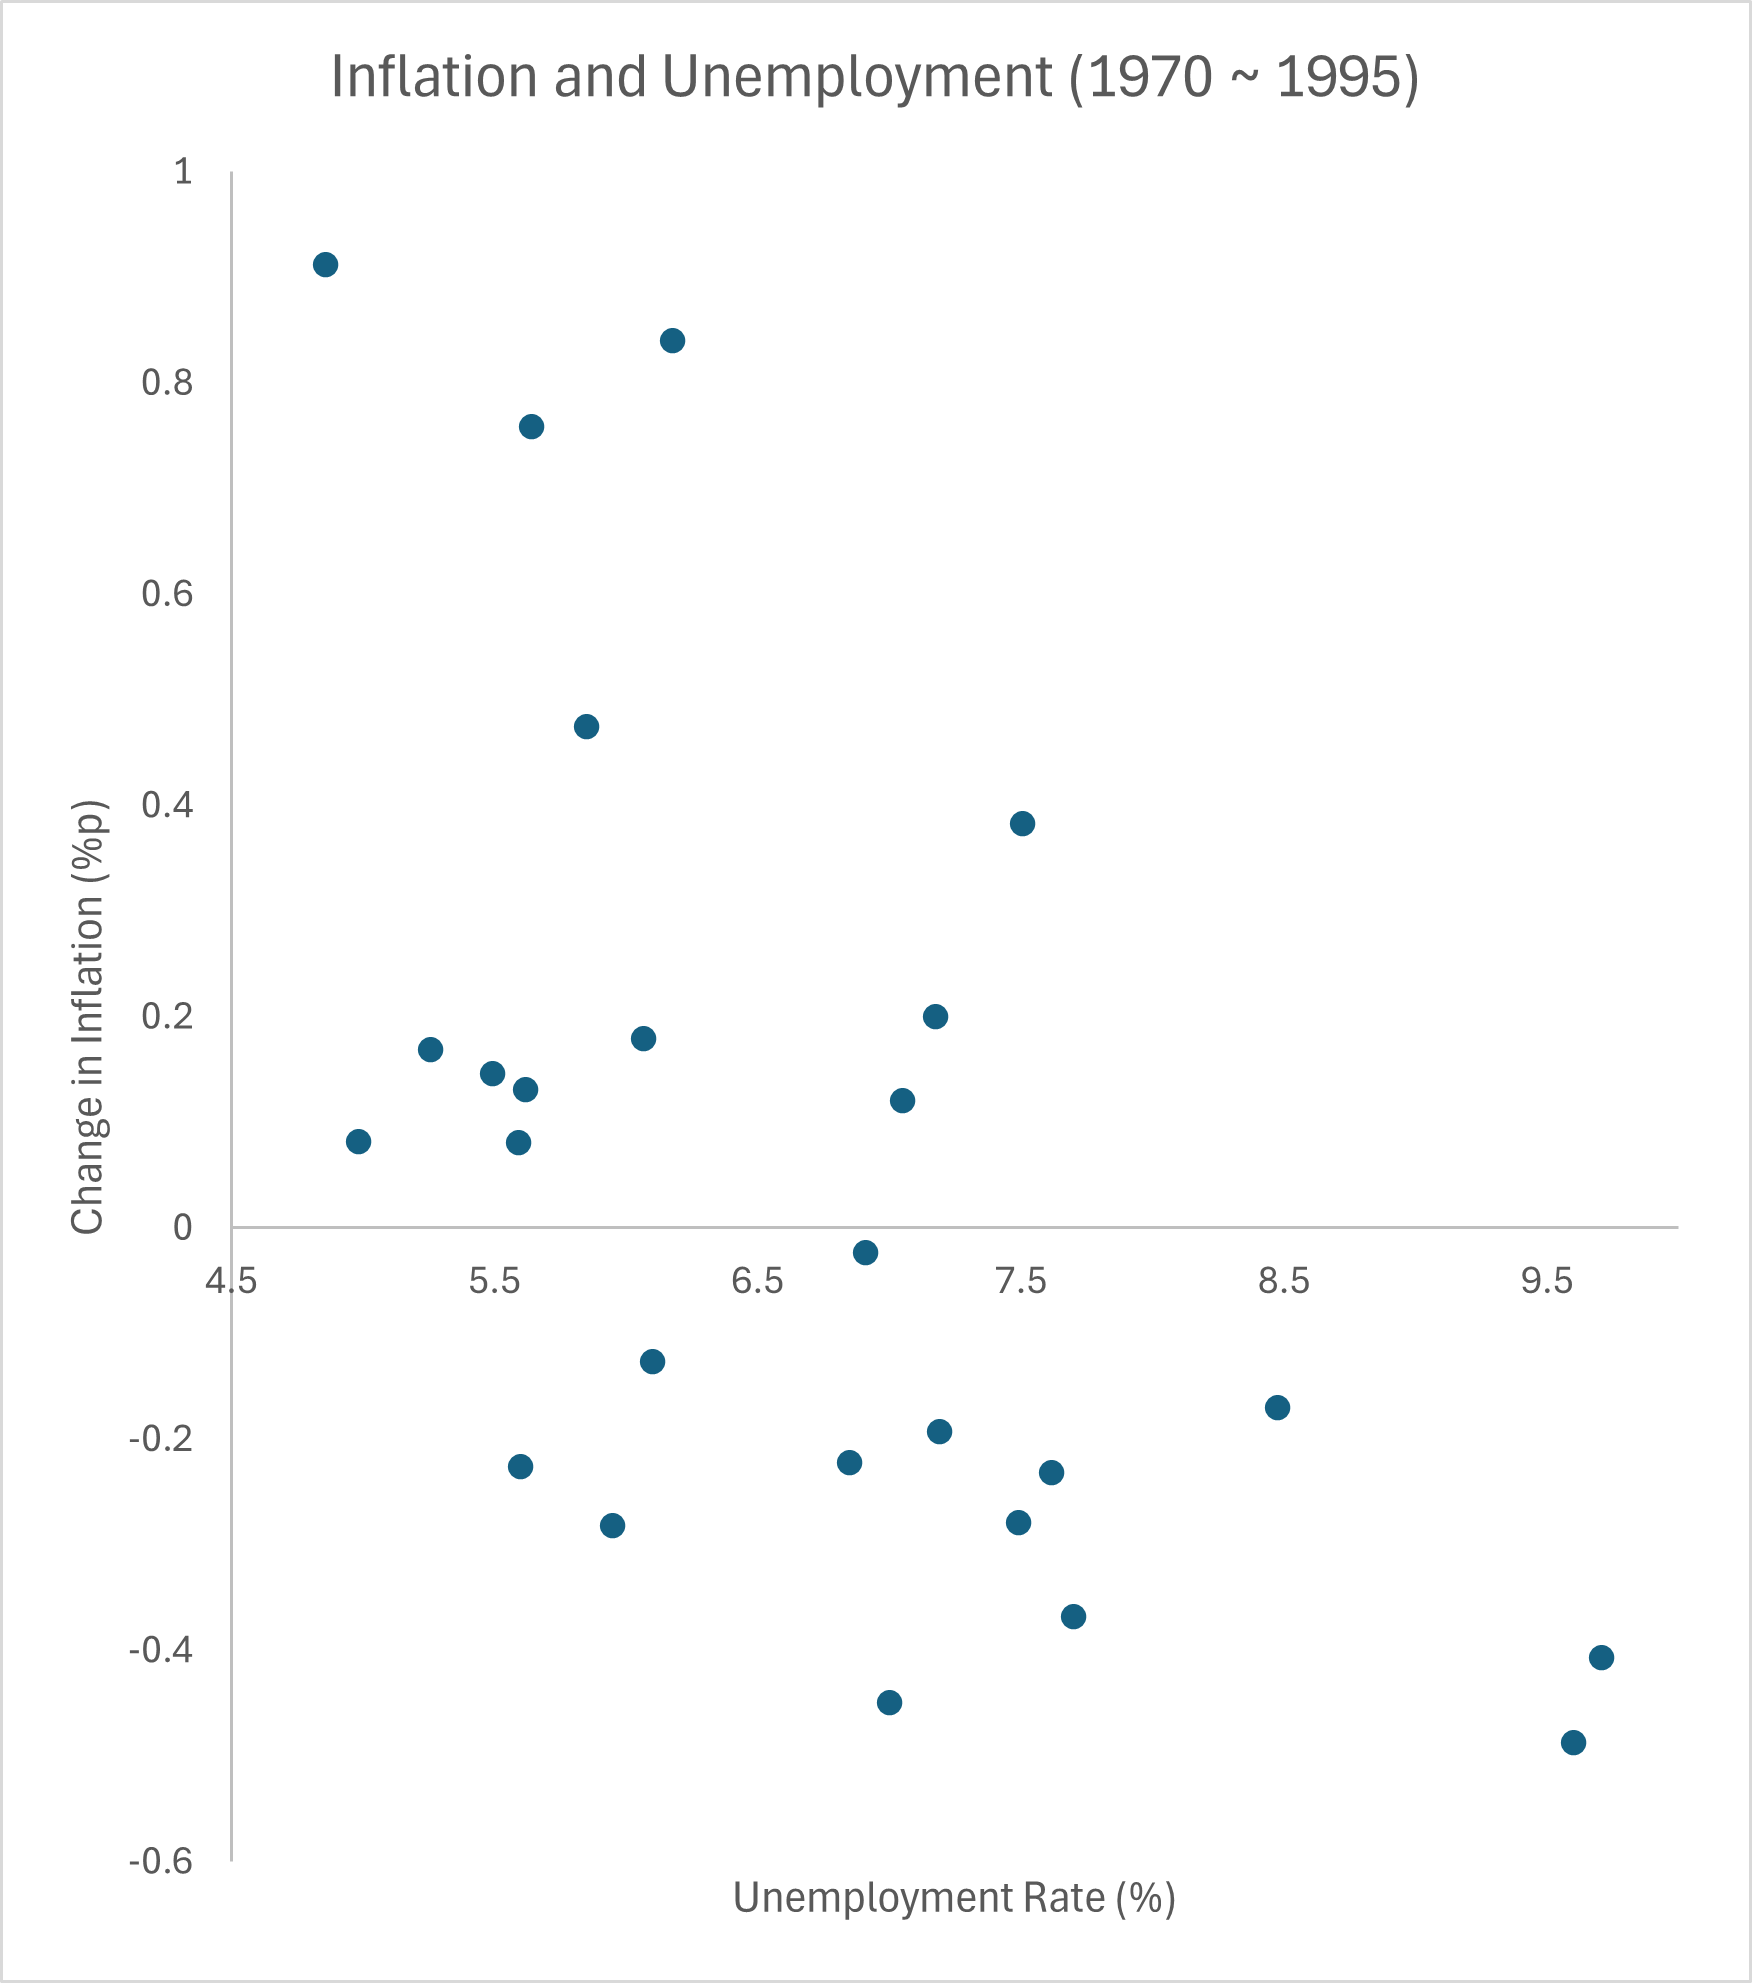 Inflation and Unemployment (1970 ~ 1995)
1
0.8
0.6
0.4
0.2
0
-0.2
-0.4
-0.6
Change in Inflation (%p)
4.5 5.5 6.5 7.5 8.5 9.5
Unemployment Rate (%)